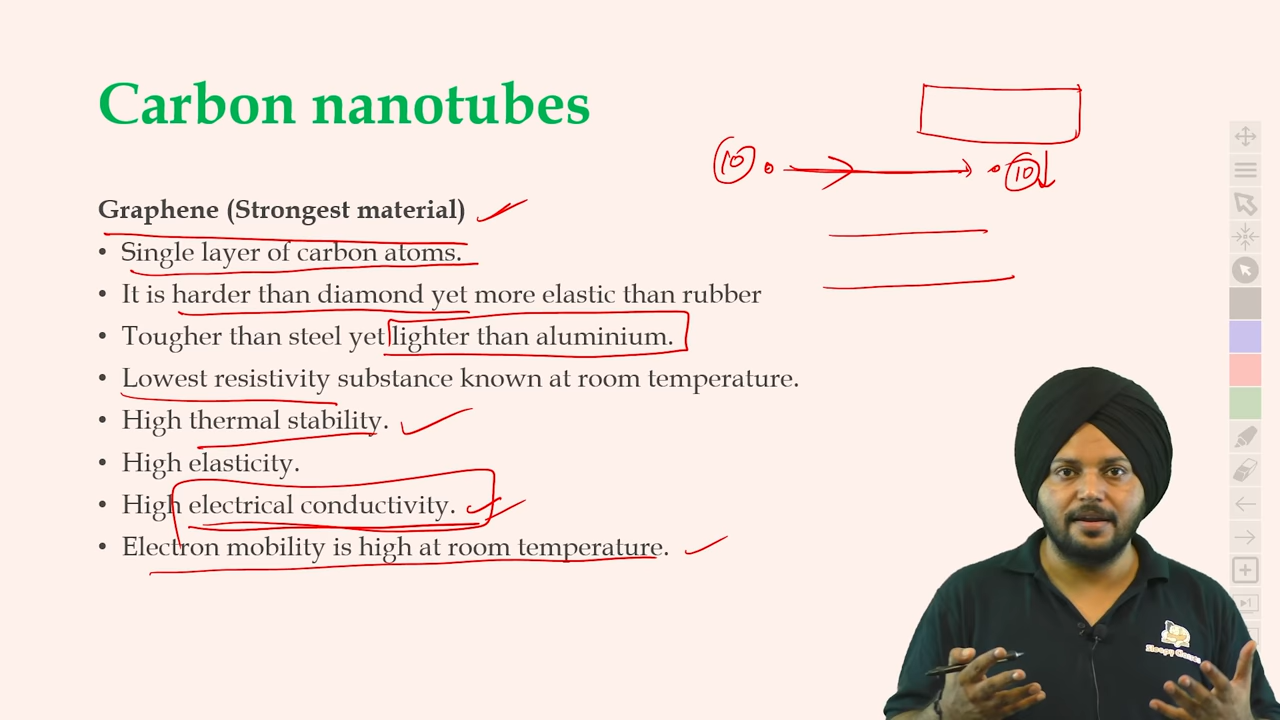 Carbon nanotubes
10
10
Graphene (Strongest material)
• Single layer of carbon atoms.
• It is harder than diamond yet more elastic than rubber
• Tougher than steel yet lighter than aluminium.
• Lowest resistivity substance known at room temperature.
• High thermal stability.
• High elasticity.
• High electrical conductivity.
• Electron mobility is high at room temperature.